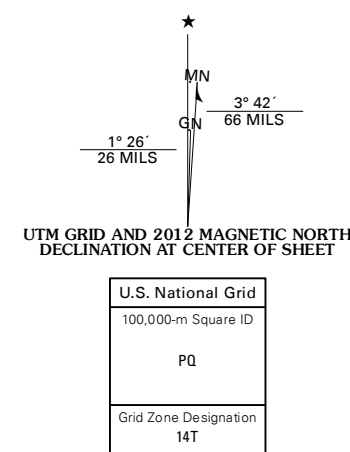 ★
MN
3° 42´
66 MILS
GN
1° 26´
26 MILS
UTM GRID AND 2012 MAGNETIC NORTH
DECLINATION AT CENTER OF SHEET
U.S. National Grid
100,000-m Square ID
PQ
Grid Zone Designation
14T